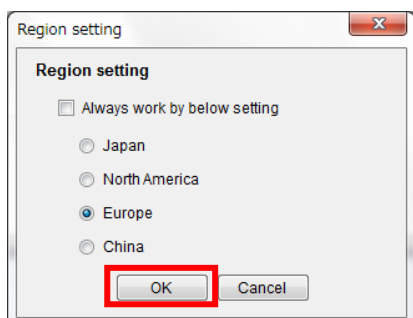 Region setting
Region setting
Always work by below setting
Japan
North America
Europe
China
OK Cancel